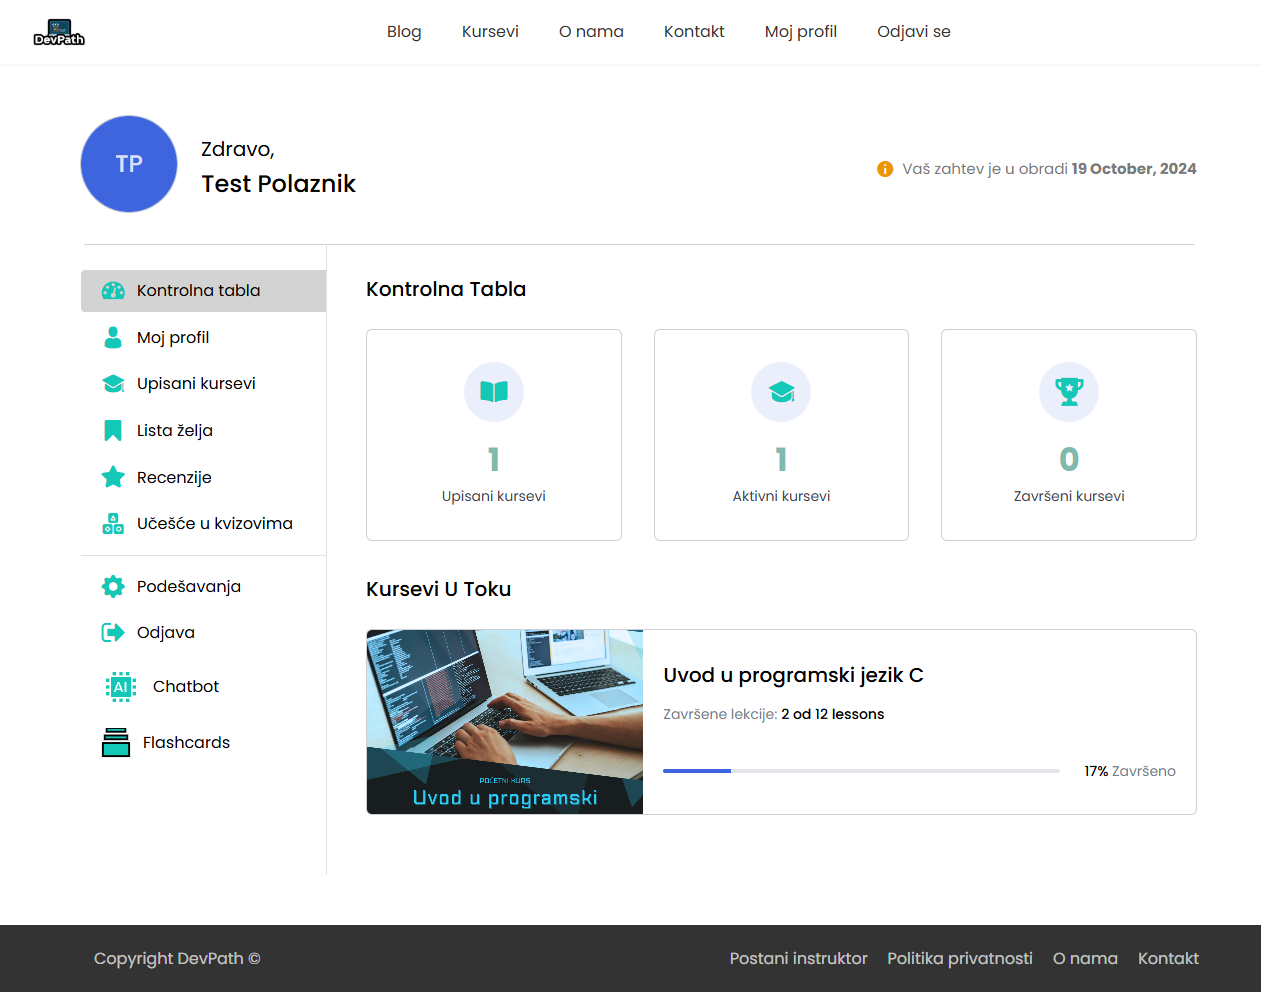 DevPath
Blog Kursevi O nama Kontakt Moj profil Odjavi se
TP
Zdravo,
Test Polaznik
Vaš zahtev je u obradi 19 October, 2024
Kontrolna tabla
Moj profil
Upisani kursevi
Lista želja
Recenzije
Učešće u kvizovima
Podešavanja
Odjava
AI Chatbot
Flashcards
Kontrolna Tabla
1
Upisani kursevi
1
Aktivni kursevi
0
Završeni kursevi
Kursevi U Toku
POČETNI KURS
Uvod u programski
Uvod u programski jezik C
Završene lekcije: 2 od 12 lessons
17% Završeno
Copyright DevPath ©
Postani instruktor Politika privatnosti O nama Kontakt